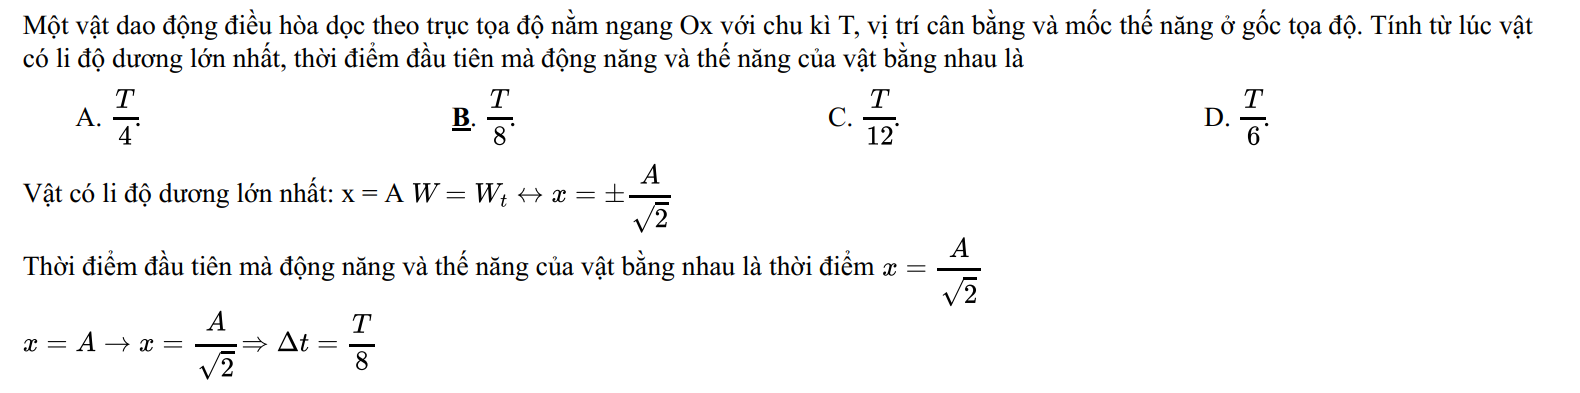 Một vật dao động điều hòa dọc theo trục tọa độ nằm ngang Ox với chu kì T, vị trí cân bằng và mốc thế năng ở gốc tọa độ. Tính từ lúc vật
có li độ dương lớn nhất, thời điểm đầu tiên mà động năng và thế năng của vật bằng nhau là
A. $\frac{T}{4}$. B. $\frac{T}{8}$. C. $\frac{T}{12}$. D. $\frac{T}{6}$.
Vật có li độ dương lớn nhất: x = A $W = W_t \leftrightarrow x = \pm\frac{A}{\sqrt{2}}$
Thời điểm đầu tiên mà động năng và thế năng của vật bằng nhau là thời điểm $x = \frac{A}{\sqrt{2}}$
$x = A \rightarrow x = \frac{A}{\sqrt{2}} \Rightarrow \Delta t = \frac{T}{8}$